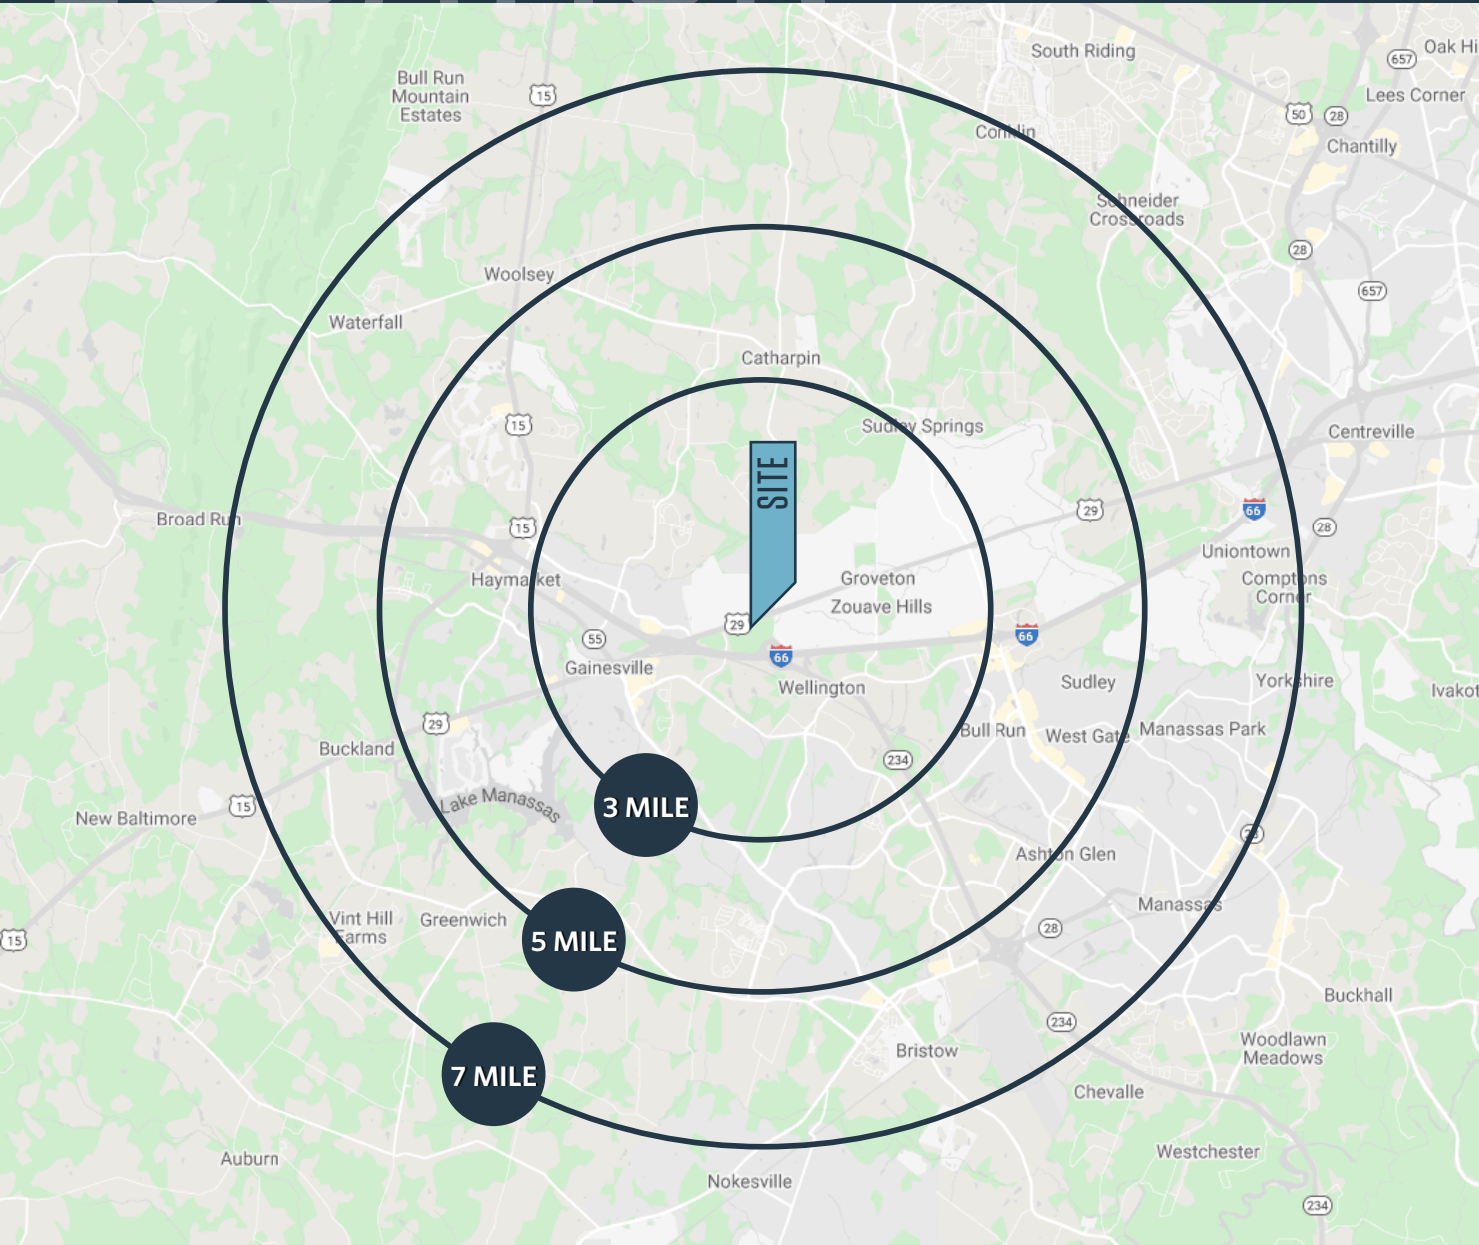 South Riding
Oak Hi
657
Bull Run
Mountain
Estates
15
Lees Corner
50
28
Conklin
Chantilly
Schneider
Crossroads
28
Woolsey
657
Waterfall
Catharpin
15
Sudley Springs
Centreville
SITE
29
66
Broad Run
15
28
Uniontown
Haymarket
Groveton
Comptons
Corner
Zouave Hills
29
55
66
66
Gainesville
Wellington
Sudley
Yorkshire
Ivakot
29
Bull Run
West Gate
Manassas Park
Buckland
234
15
Lake Manassas
3 MILE
New Baltimore
28
Ashton Glen
Manassas
Vint Hill
Farms
Greenwich
28
15
5 MILE
Buckhall
234
Woodlawn
Meadows
Bristow
7 MILE
Chevalle
Westchester
Auburn
Nokesville
234